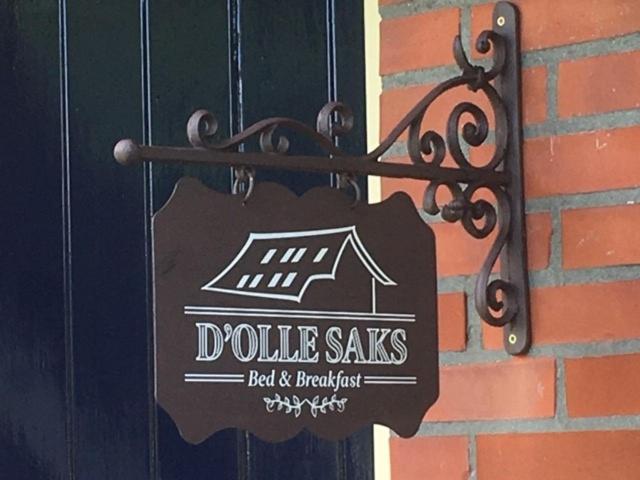 D'OLLE SAKS
Bed & Breakfast